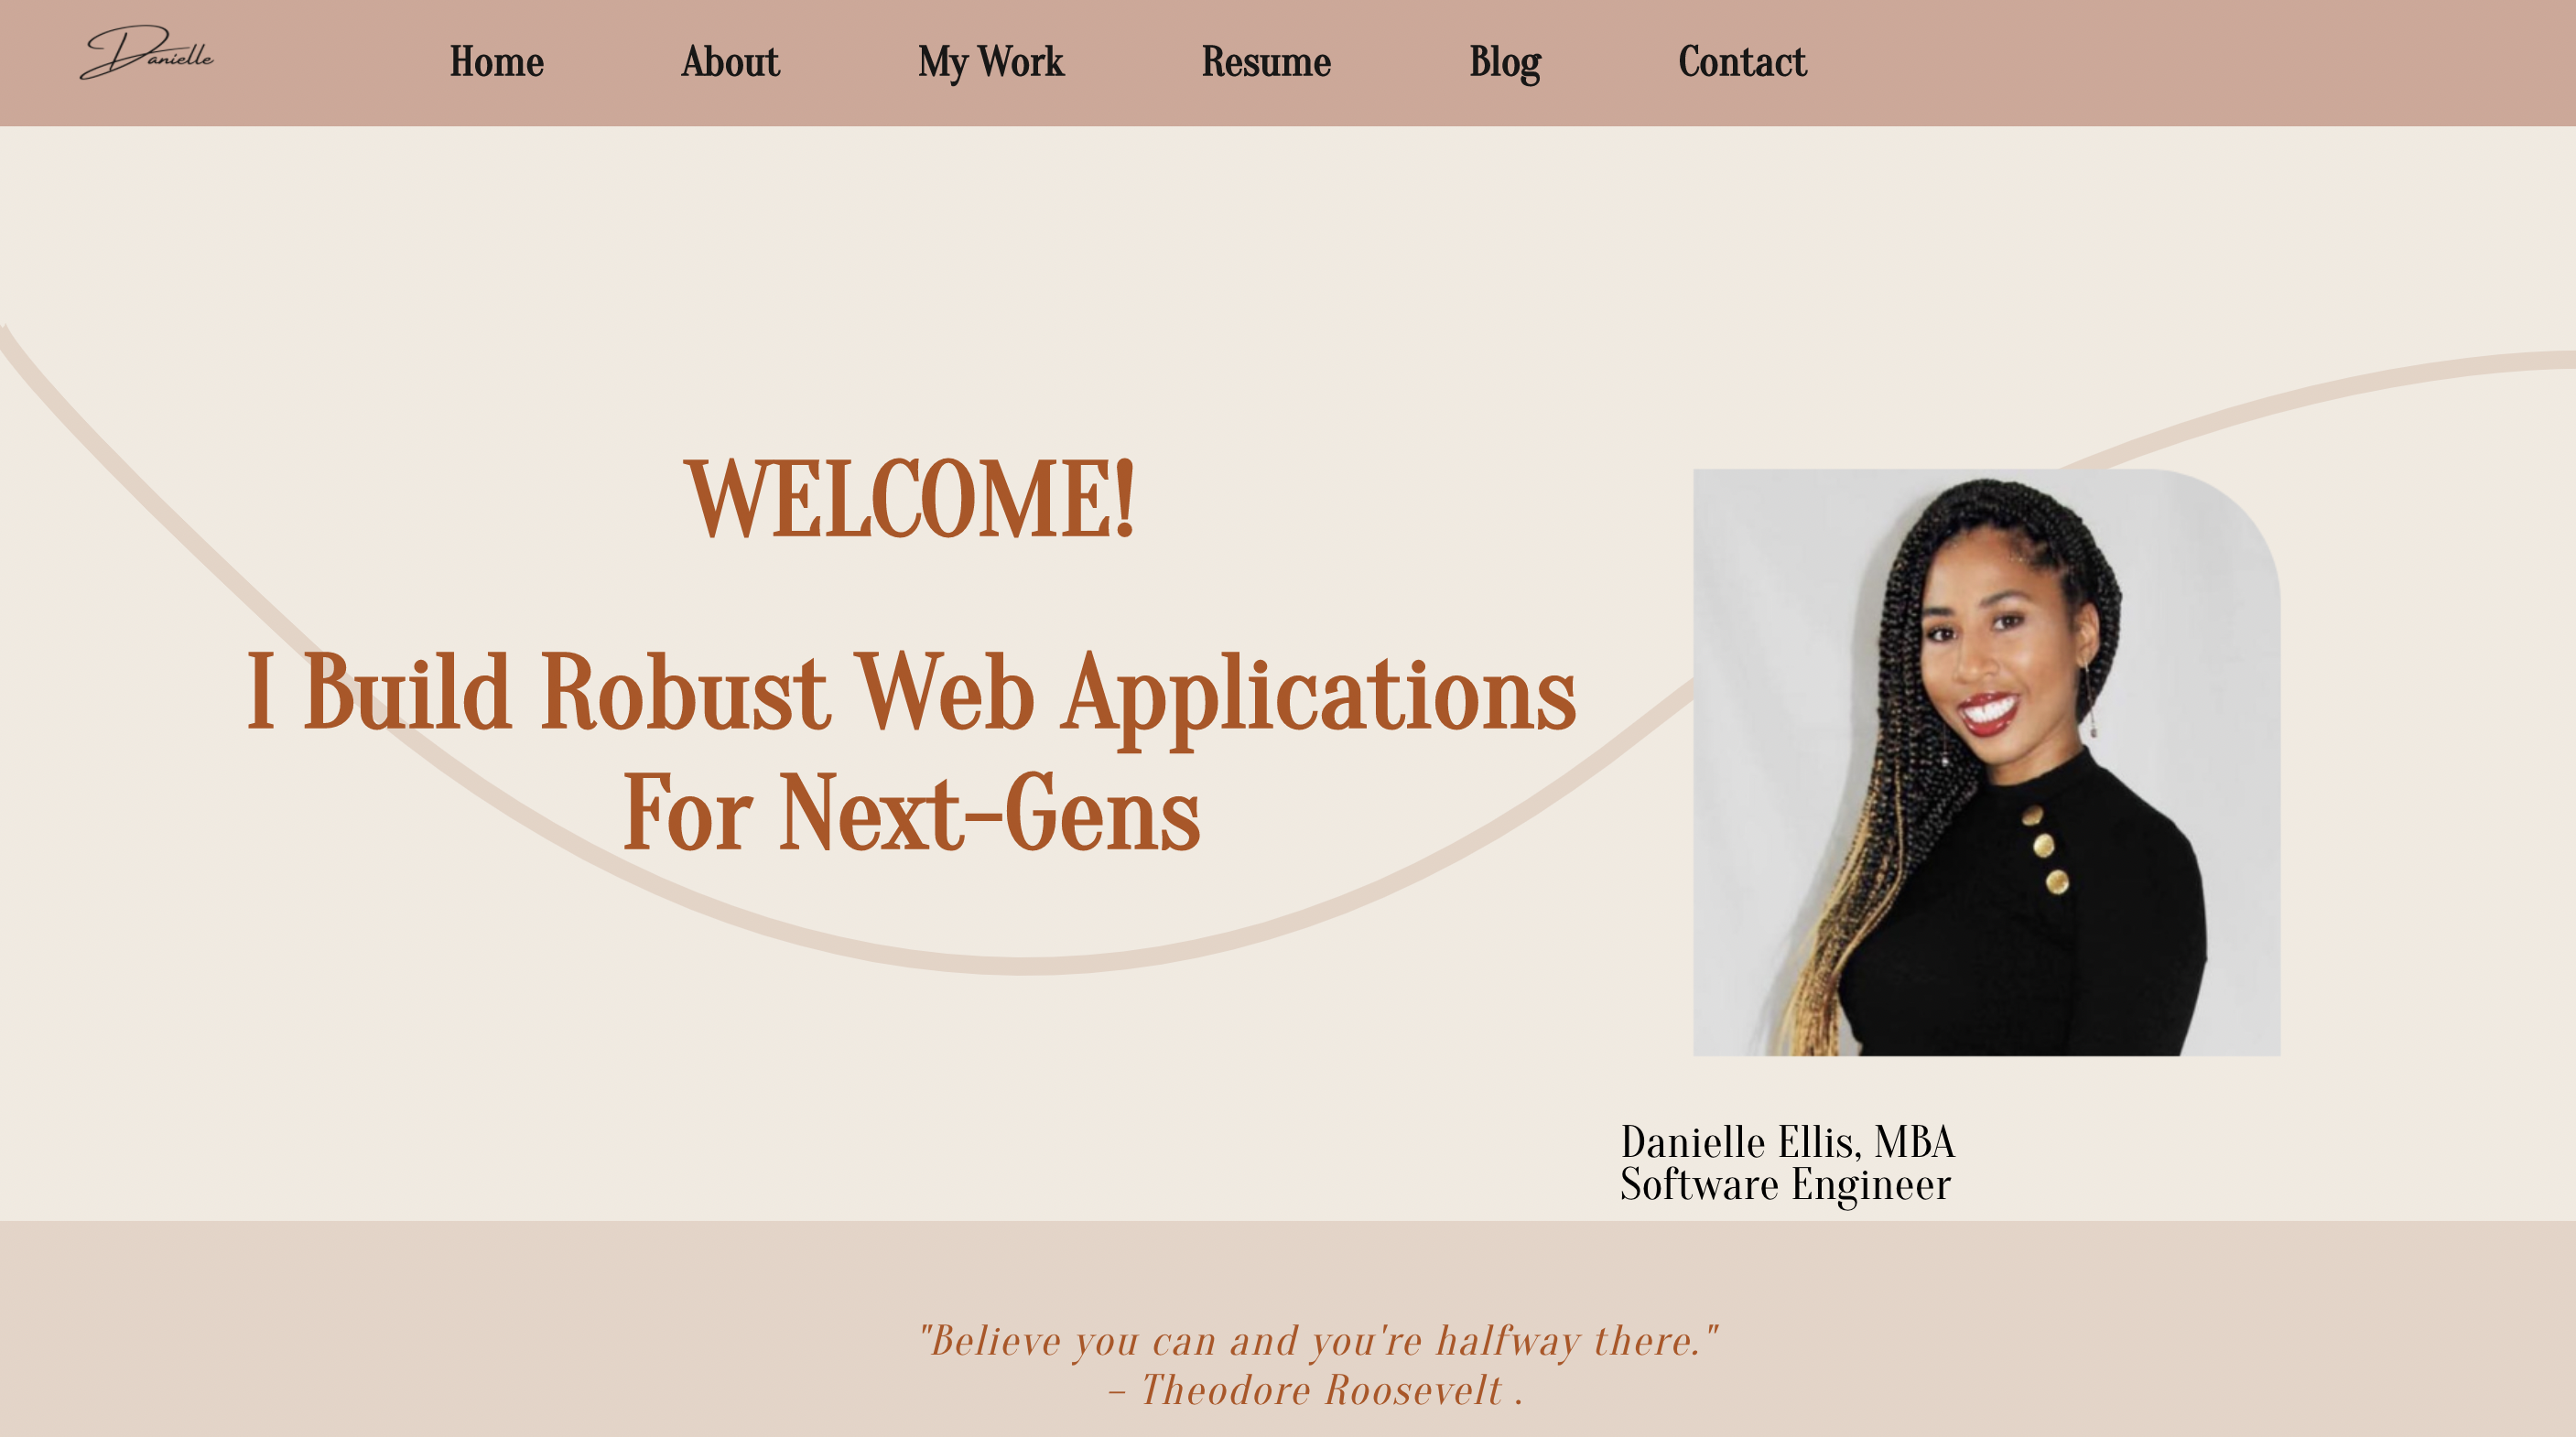 Danielle
Home About My Work Resume Blog Contact
WELCOME!
I Build Robust Web Applications
For Next-Gens
Danielle Ellis, MBA
Software Engineer
"Believe you can and you're halfway there."
- Theodore Roosevelt .